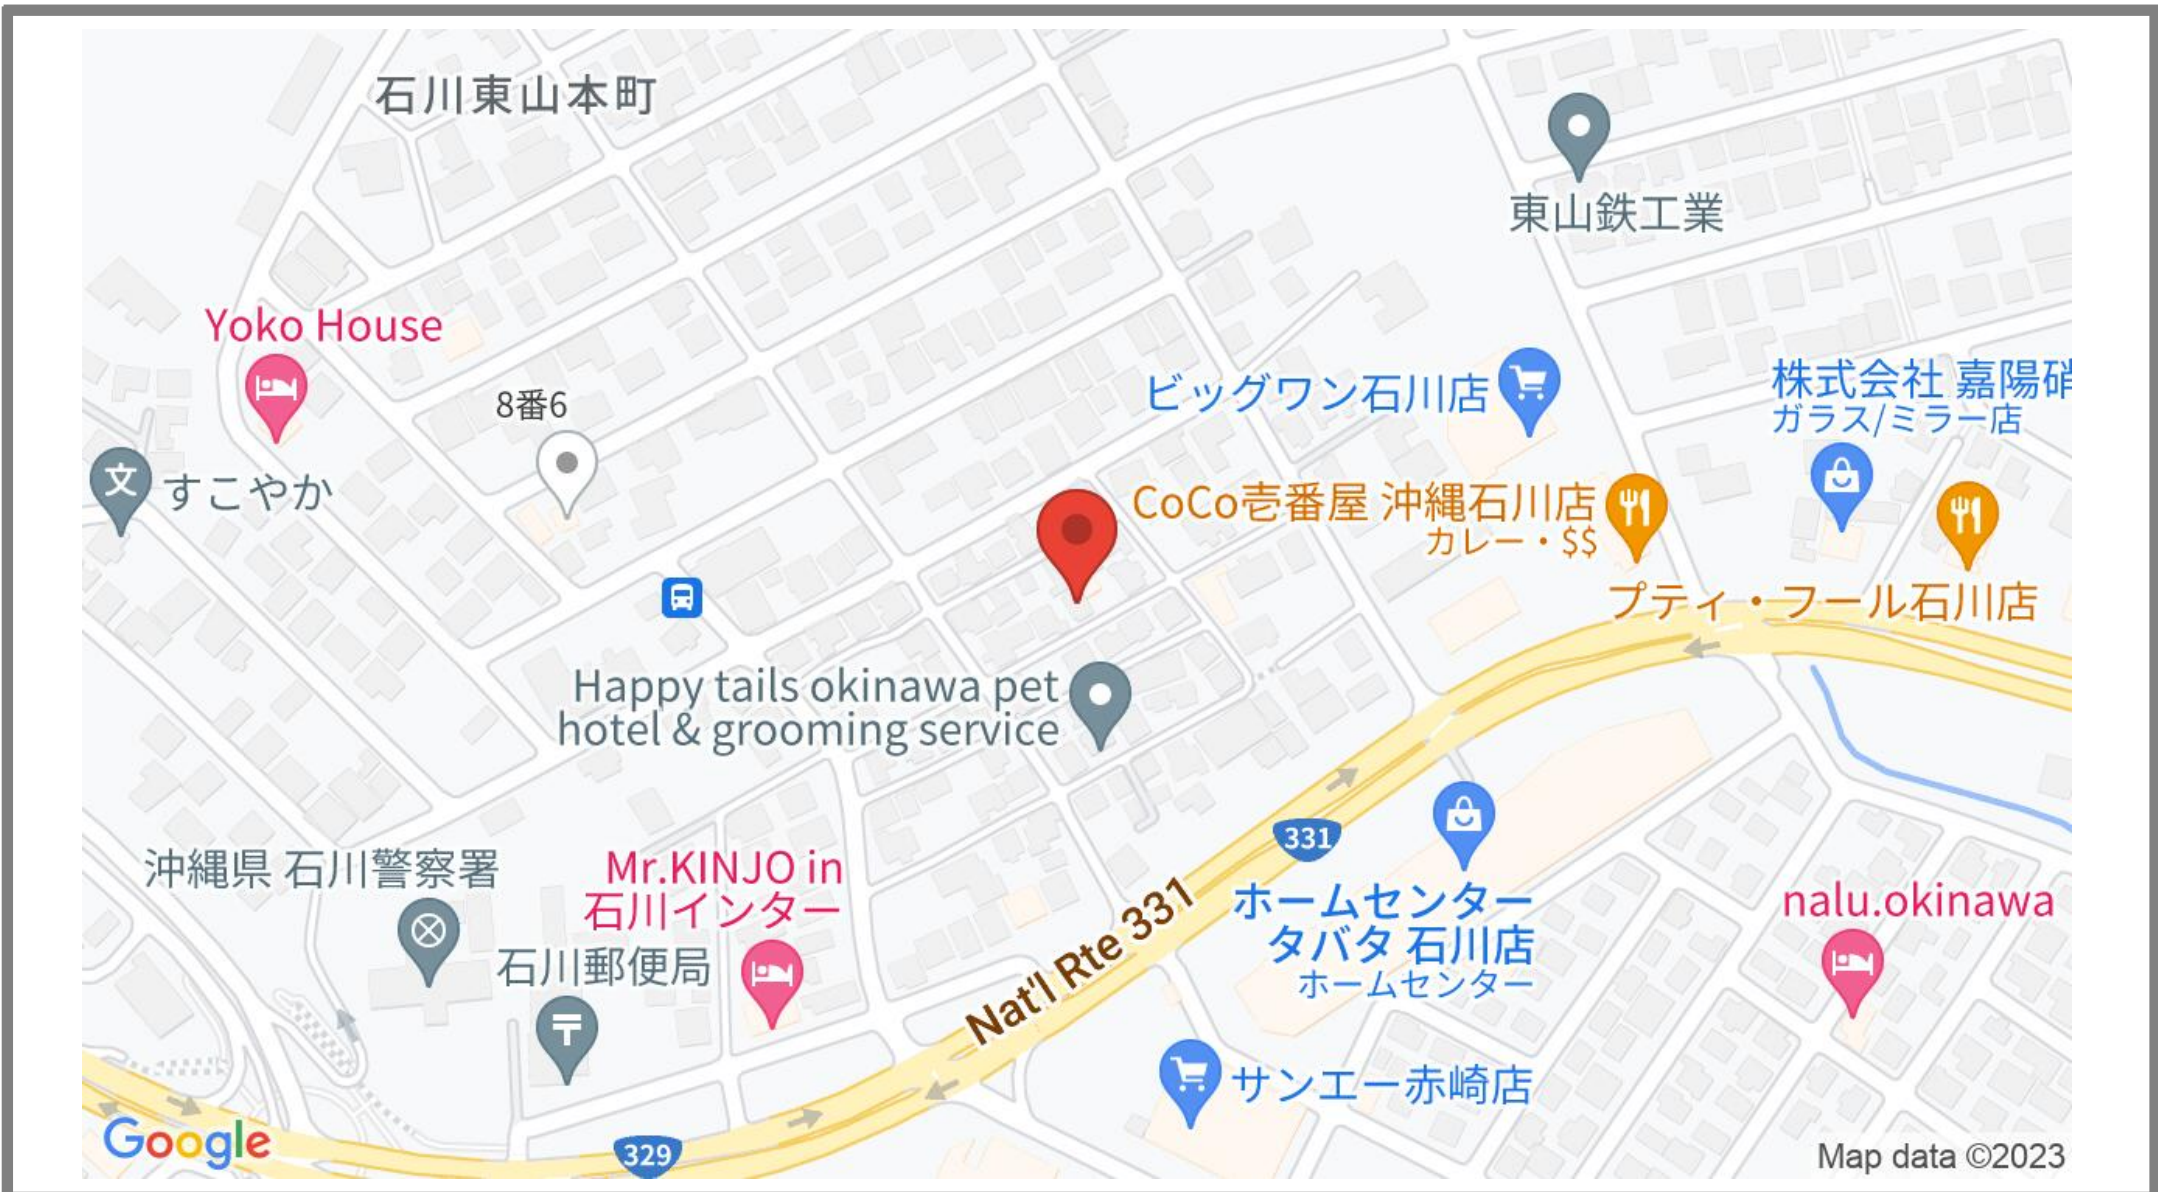 石川東山本町
東山鉄工業
Yoko House
8番6
文
すこやか
ビッグワン石川店
株式会社 嘉陽硝
ガラス/ミラー店
CoCo壱番屋 沖縄石川店
カレー・$$
プティ・フール石川店
Happy tails okinawa pet
hotel & grooming service
沖縄県 石川警察署
Mr.KINJO in
石川インター
石川郵便局
331
Nat'l Rte 331
ホームセンター
タバタ 石川店
ホームセンター
nalu.okinawa
サンエー赤崎店
329
Google
Map data ©2023